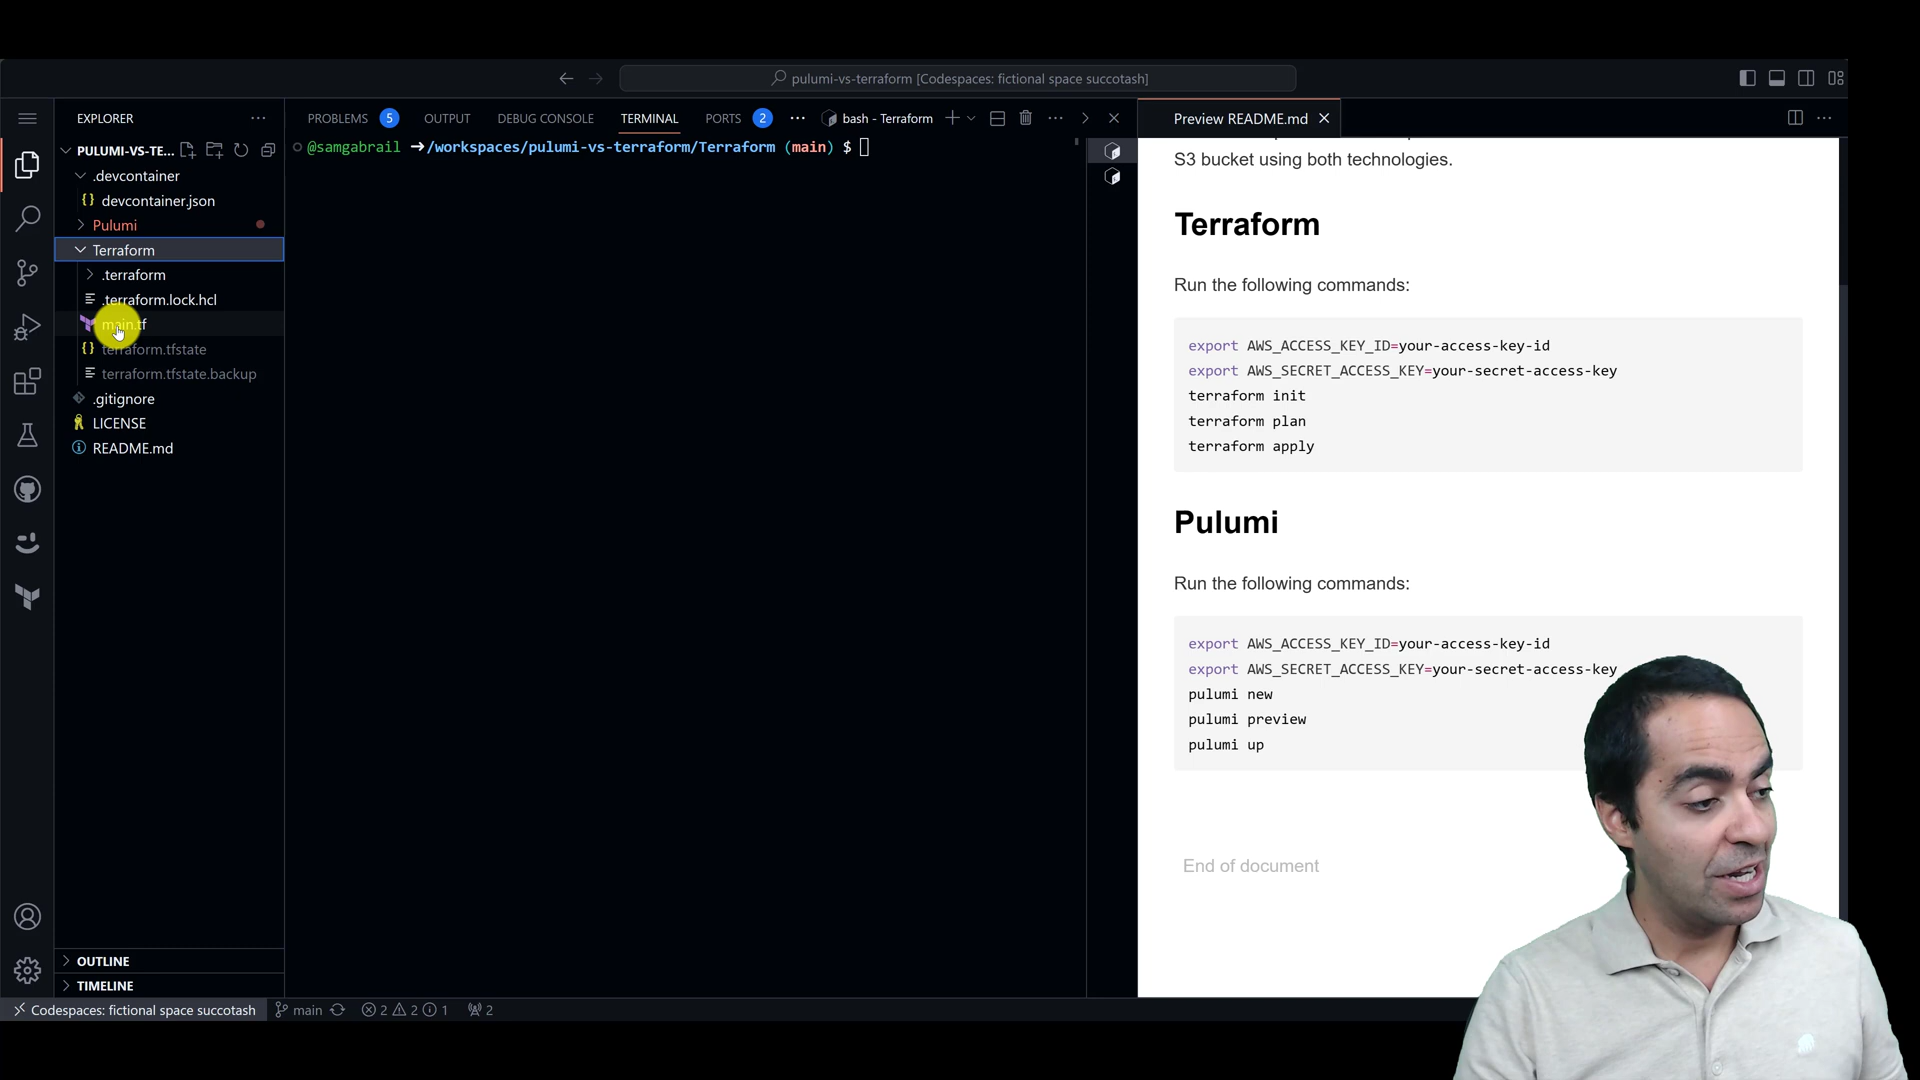 pulumi-vs-terraform [Codespaces: fictional space succotash]
EXPLORER
PULUMI-VS-TE...
.devcontainer
devcontainer.json
Pulumi
Terraform
.terraform
.terraform.lock.hcl
main.tf
terraform.tfstate
terraform.tfstate.backup
.gitignore
LICENSE
README.md
OUTLINE
TIMELINE
PROBLEMS 5 OUTPUT DEBUG CONSOLE TERMINAL PORTS 2 ... bash - Terraform
@samgabrail →/workspaces/pulumi-vs-terraform/Terraform (main) $
Preview README.md
S3 bucket using both technologies.
Terraform
Run the following commands:
export AWS_ACCESS_KEY_ID=your-access-key-id
export AWS_SECRET_ACCESS_KEY=your-secret-access-key
terraform init
terraform plan
terraform apply
Pulumi
Run the following commands:
export AWS_ACCESS_KEY_ID=your-access-key-id
export AWS_SECRET_ACCESS_KEY=your-secret-access-key
pulumi new
pulumi preview
pulumi up
End of document
Codespaces: fictional space succotash main 2 2 1 2